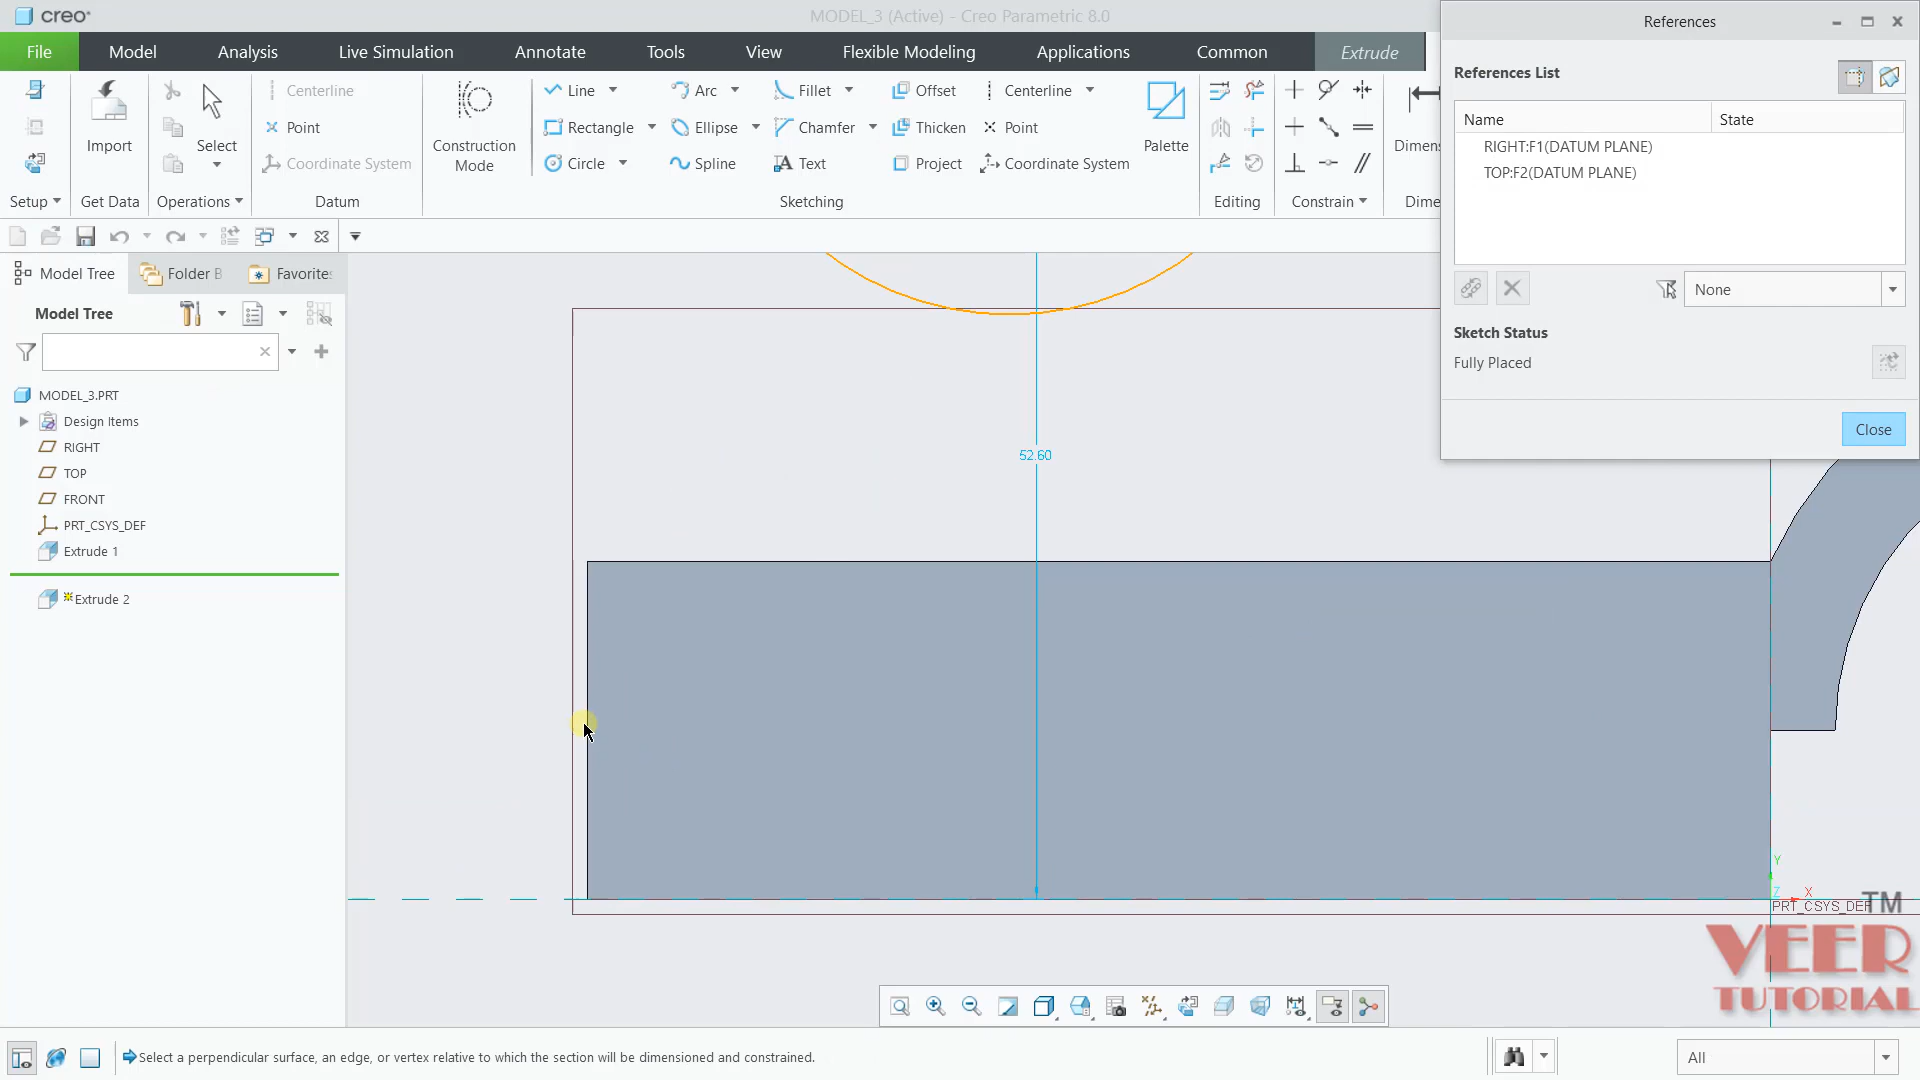 creo
MODEL_3 (Active) - Creo Parametric 8.0
File Model Analysis Live Simulation Annotate Tools View Flexible Modeling Applications Common Extrude
Import
Select
Centerline
Point
Coordinate System
Construction
Mode
Line Arc Fillet Offset Centerline
Rectangle Ellipse Chamfer Thicken Point
Circle Spline Text Project Coordinate System
Palette
Dimens
Setup Get Data Operations Datum Sketching Editing Constrain Dime
Model Tree Folder B Favorites
Model Tree
MODEL_3.PRT
Design Items
RIGHT
TOP
FRONT
PRT_CSYS_DEF
Extrude 1
Extrude 2
52.60
Y
Z X
PRT_CSYS_DEF
TM
VEER
TUTORIAL
References
References List
Name State
RIGHT:F1(DATUM PLANE)
TOP:F2(DATUM PLANE)
None
Sketch Status
Fully Placed
Close
Select a perpendicular surface, an edge, or vertex relative to which the section will be dimensioned and constrained.
All